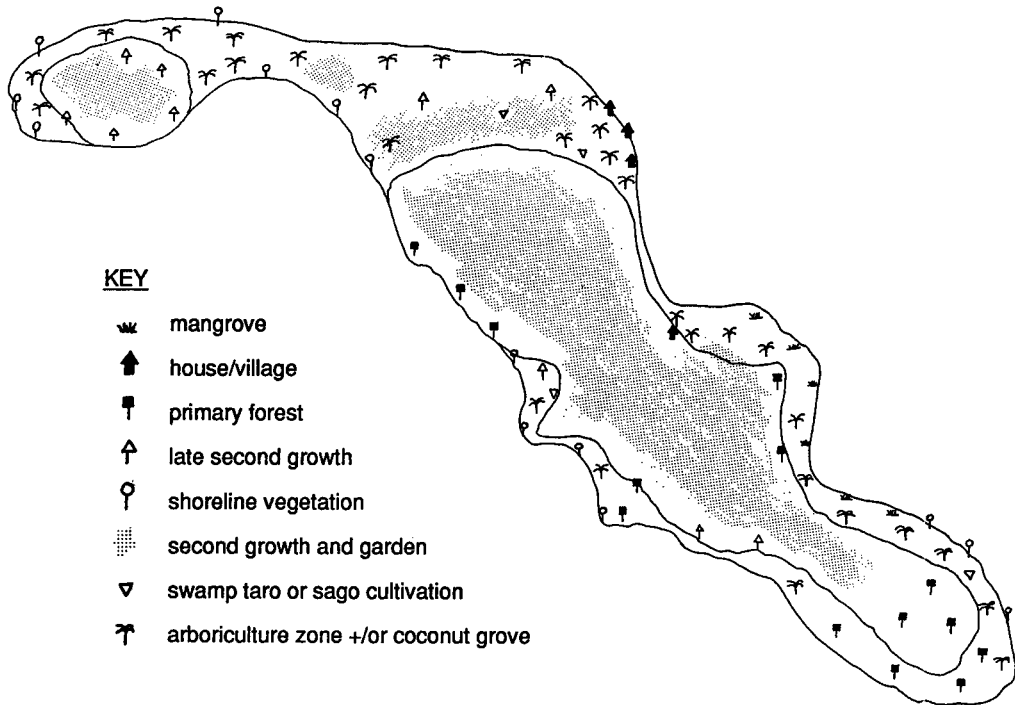 KEY
mangrove
house/village
primary forest
late second growth
shoreline vegetation
second growth and garden
swamp taro or sago cultivation
arboriculture zone +/or coconut grove